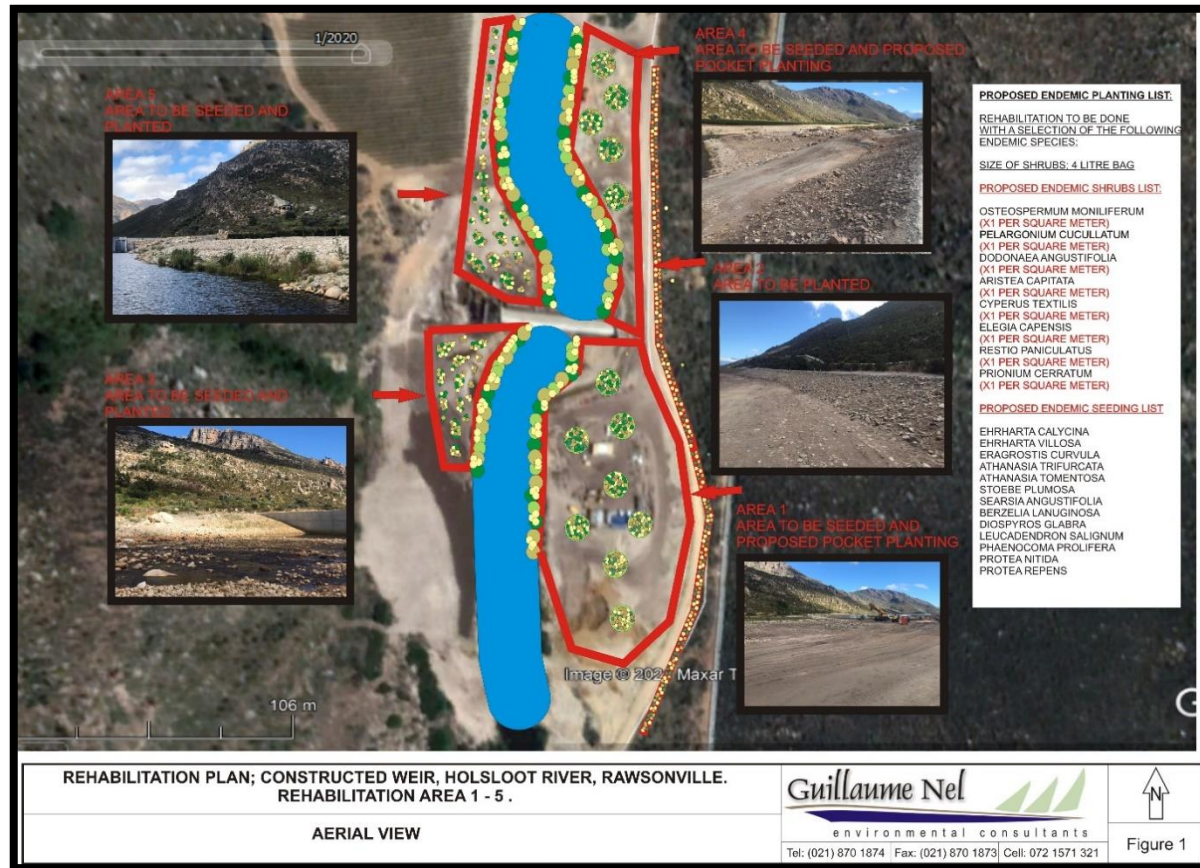 1/2020
AREA 5
AREA TO BE SEEDED AND
PLANTED
AREA 4
AREA TO BE SEEDED AND PROPOSED
POCKET PLANTING
AREA 2
AREA TO BE PLANTED
AREA 3
AREA TO BE SEEDED AND
PLANTED
AREA 1
AREA TO BE SEEDED AND
PROPOSED POCKET PLANTING
Image © 202 Maxar T
106 m
G
PROPOSED ENDEMIC PLANTING LIST:
REHABILITATION TO BE DONE
WITH A SELECTION OF THE FOLLOWING
ENDEMIC SPECIES:
SIZE OF SHRUBS: 4 LITRE BAG
PROPOSED ENDEMIC SHRUBS LIST:
OSTEOSPERMUM MONILIFERUM
(X1 PER SQUARE METER)
PELARGONIUM CUCULLATUM
(X1 PER SQUARE METER)
DODONAEA ANGUSTIFOLIA
(X1 PER SQUARE METER)
ARISTEA CAPITATA
(X1 PER SQUARE METER)
CYPERUS TEXTILIS
(X1 PER SQUARE METER)
ELEGIA CAPENSIS
(X1 PER SQUARE METER)
RESTIO PANICULATUS
(X1 PER SQUARE METER)
PRIONIUM CERRATUM
(X1 PER SQUARE METER)
PROPOSED ENDEMIC SEEDING LIST
EHRHARTA CALYCINA
EHRHARTA VILLOSA
ERAGROSTIS CURVULA
ATHANASIA TRIFURCATA
ATHANASIA TOMENTOSA
STOEBE PLUMOSA
SEARSIA ANGUSTIFOLIA
BERZELIA LANUGINOSA
DIOSPYROS GLABRA
LEUCADENDRON SALIGNUM
PHAENOCOMA PROLIFERA
PROTEA NITIDA
PROTEA REPENS
REHABILITATION PLAN; CONSTRUCTED WEIR, HOLSLOOT RIVER, RAWSONVILLE.
REHABILITATION AREA 1 - 5 .
AERIAL VIEW
Guillaume Nel
environmental consultants
Tel: (021) 870 1874 Fax: (021) 870 1873 Cell: 072 1571 321
N
Figure 1